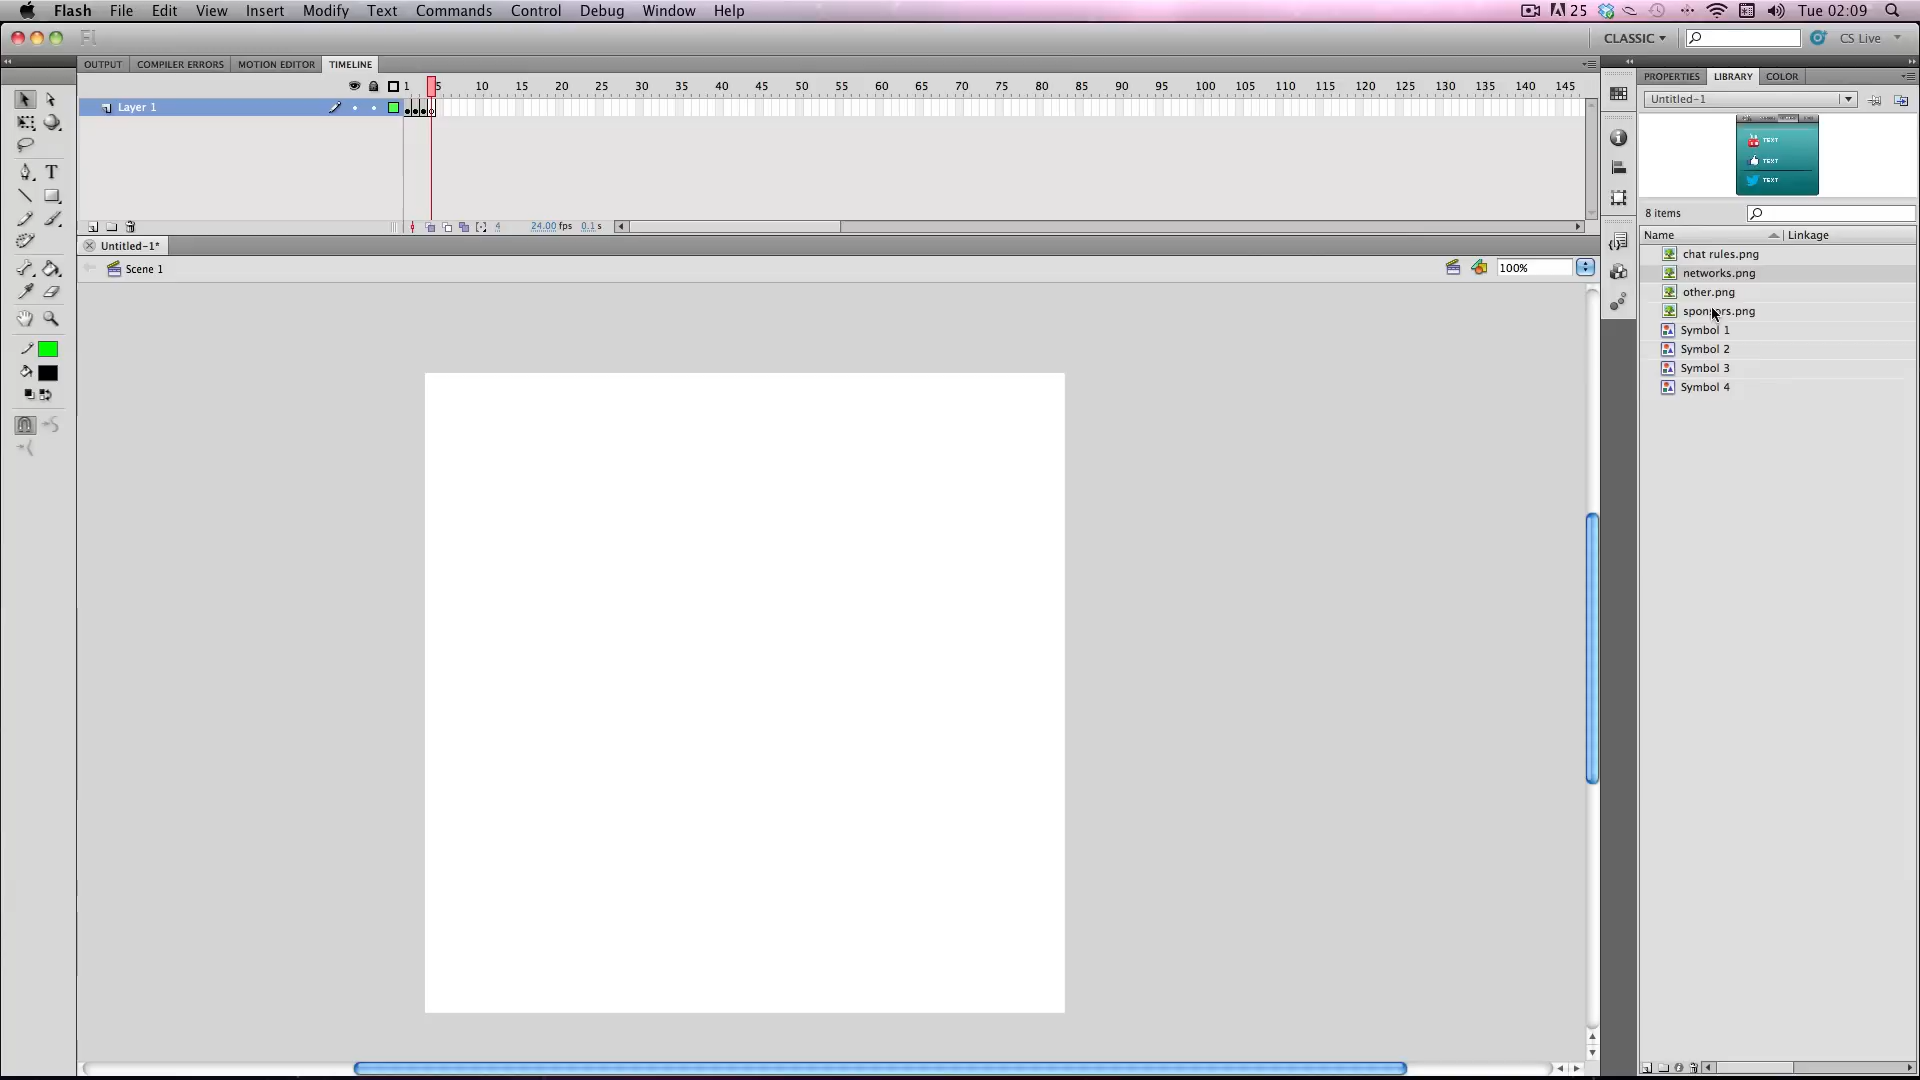 Flash File Edit View Insert Modify Text Commands Control Debug Window Help 25 Tue 02:09
Fl CLASSIC CS Live
OUTPUT COMPILER ERRORS MOTION EDITOR TIMELINE
1 5 10 15 20 25 30 35 40 45 50 55 60 65 70 75 80 85 90 95 100 105 110 115 120 125 130 135 140 145
Layer 1
4 24.00 fps 0.1 s
Untitled-1*
Scene 1 100%
T
PROPERTIES LIBRARY COLOR
Untitled-1
TEXT
TEXT
TEXT
8 items
Name Linkage
chat rules.png
networks.png
other.png
sponsors.png
Symbol 1
Symbol 2
Symbol 3
Symbol 4